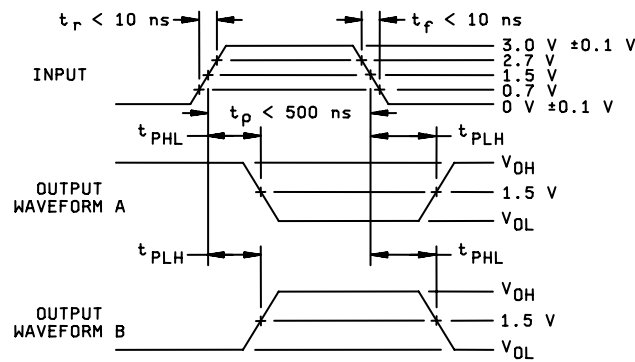 t_r < 10 ns
t_f < 10 ns
3.0 V ±0.1 V
2.7 V
INPUT
1.5 V
0.7 V
0 V ±0.1 V
t_ρ < 500 ns
t_PHL
t_PLH
V_OH
OUTPUT
WAVEFORM A
1.5 V
V_OL
t_PLH
t_PHL
V_OH
OUTPUT
WAVEFORM B
1.5 V
V_OL